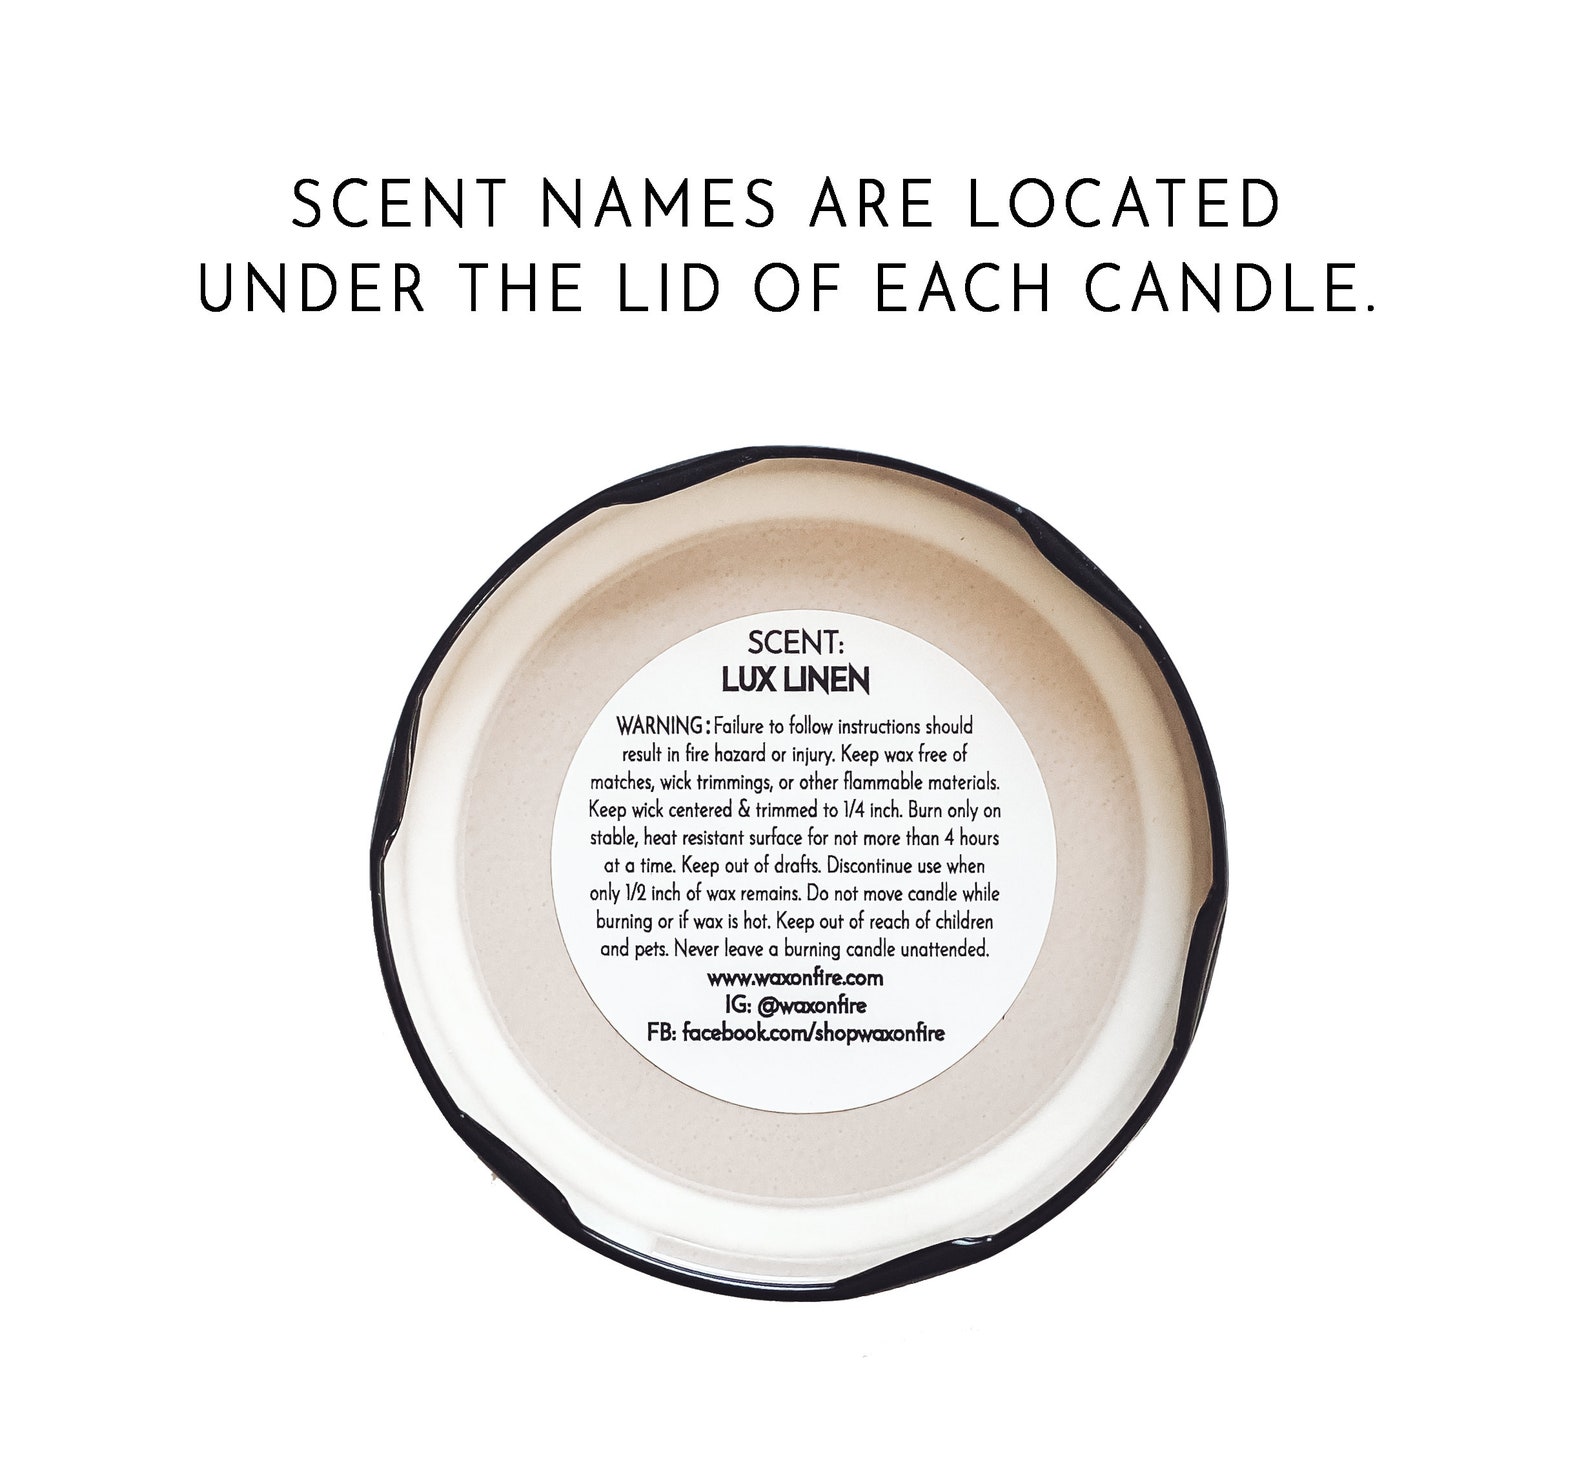 SCENT NAMES ARE LOCATED
UNDER THE LID OF EACH CANDLE.
SCENT:
LUX LINEN
WARNING: Failure to follow instructions should
result in fire hazard or injury. Keep wax free of
matches, wick trimmings, or other flammable materials.
Keep wick centered & trimmed to 1/4 inch. Burn only on
stable, heat resistant surface for not more than 4 hours
at a time. Keep out of drafts. Discontinue use when
only 1/2 inch of wax remains. Do not move candle while
burning or if wax is hot. Keep out of reach of children
and pets. Never leave a burning candle unattended.
www.waxonfire.com
IG: @waxonfire
FB: facebook.com/shopwaxonfire